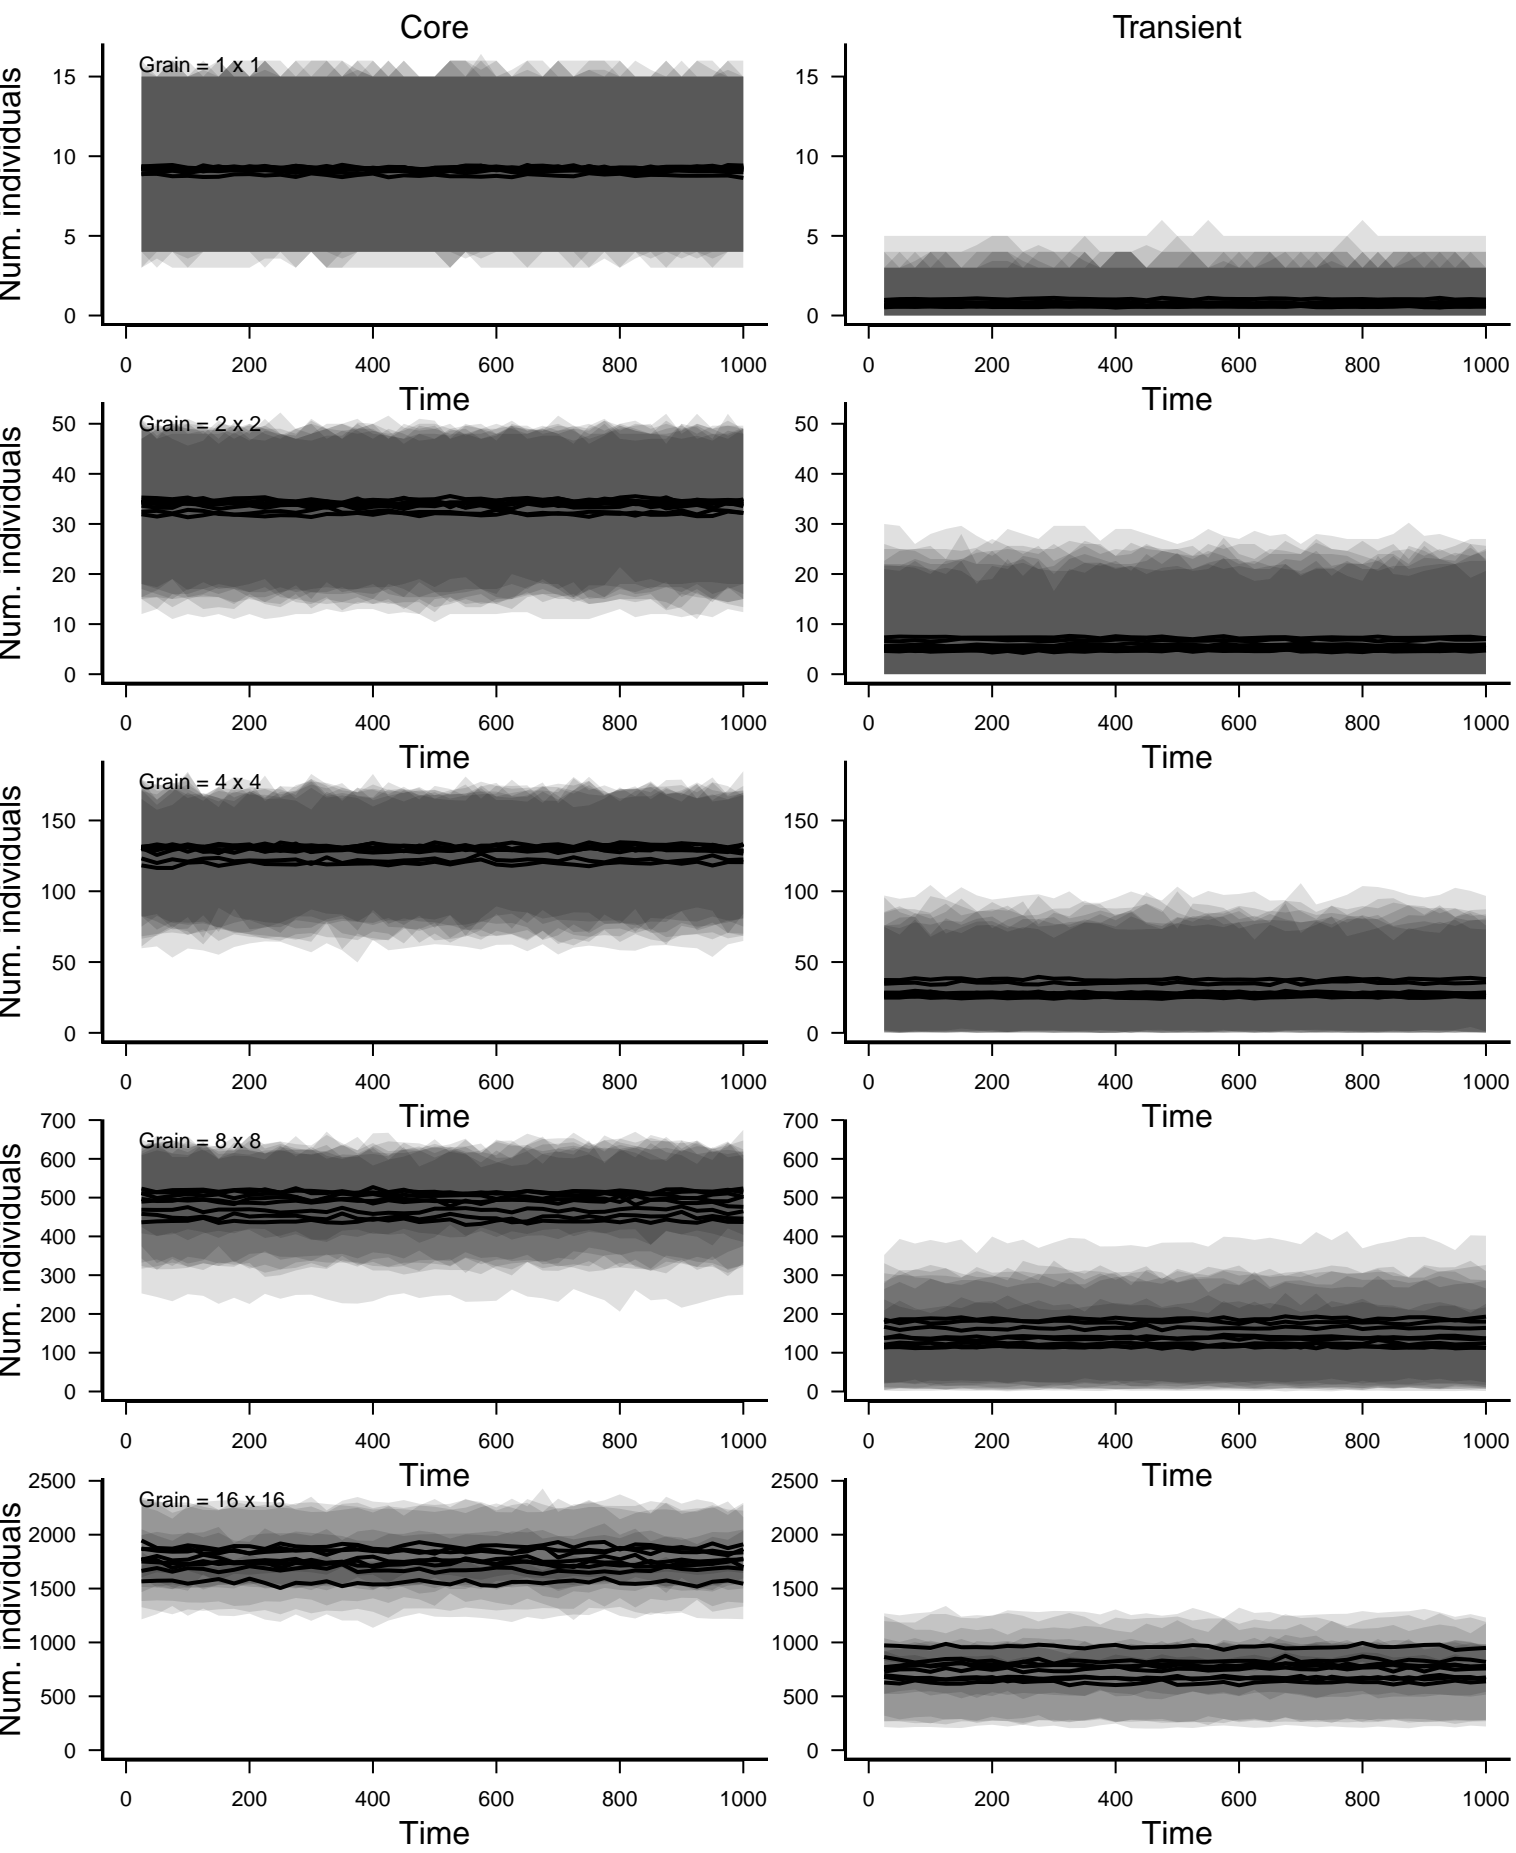 Core Transient
Num. individuals
Grain = 1 x 1
15 15
10 10
5 5
0 0
0 200 400 600 800 1000 0 200 400 600 800 1000
Time Time
Num. individuals
Grain = 2 x 2
50 50
40 40
30 30
20 20
10 10
0 0
0 200 400 600 800 1000 0 200 400 600 800 1000
Time Time
Num. individuals
Grain = 4 x 4
150 150
100 100
50 50
0 0
0 200 400 600 800 1000 0 200 400 600 800 1000
Time Time
Num. individuals
700 700
Grain = 8 x 8
600 600
500 500
400 400
300 300
200 200
100 100
0 0
0 200 400 600 800 1000 0 200 400 600 800 1000
Time Time
Num. individuals
2500 2500
Grain = 16 x 16
2000 2000
1500 1500
1000 1000
500 500
0 0
0 200 400 600 800 1000 0 200 400 600 800 1000
Time Time